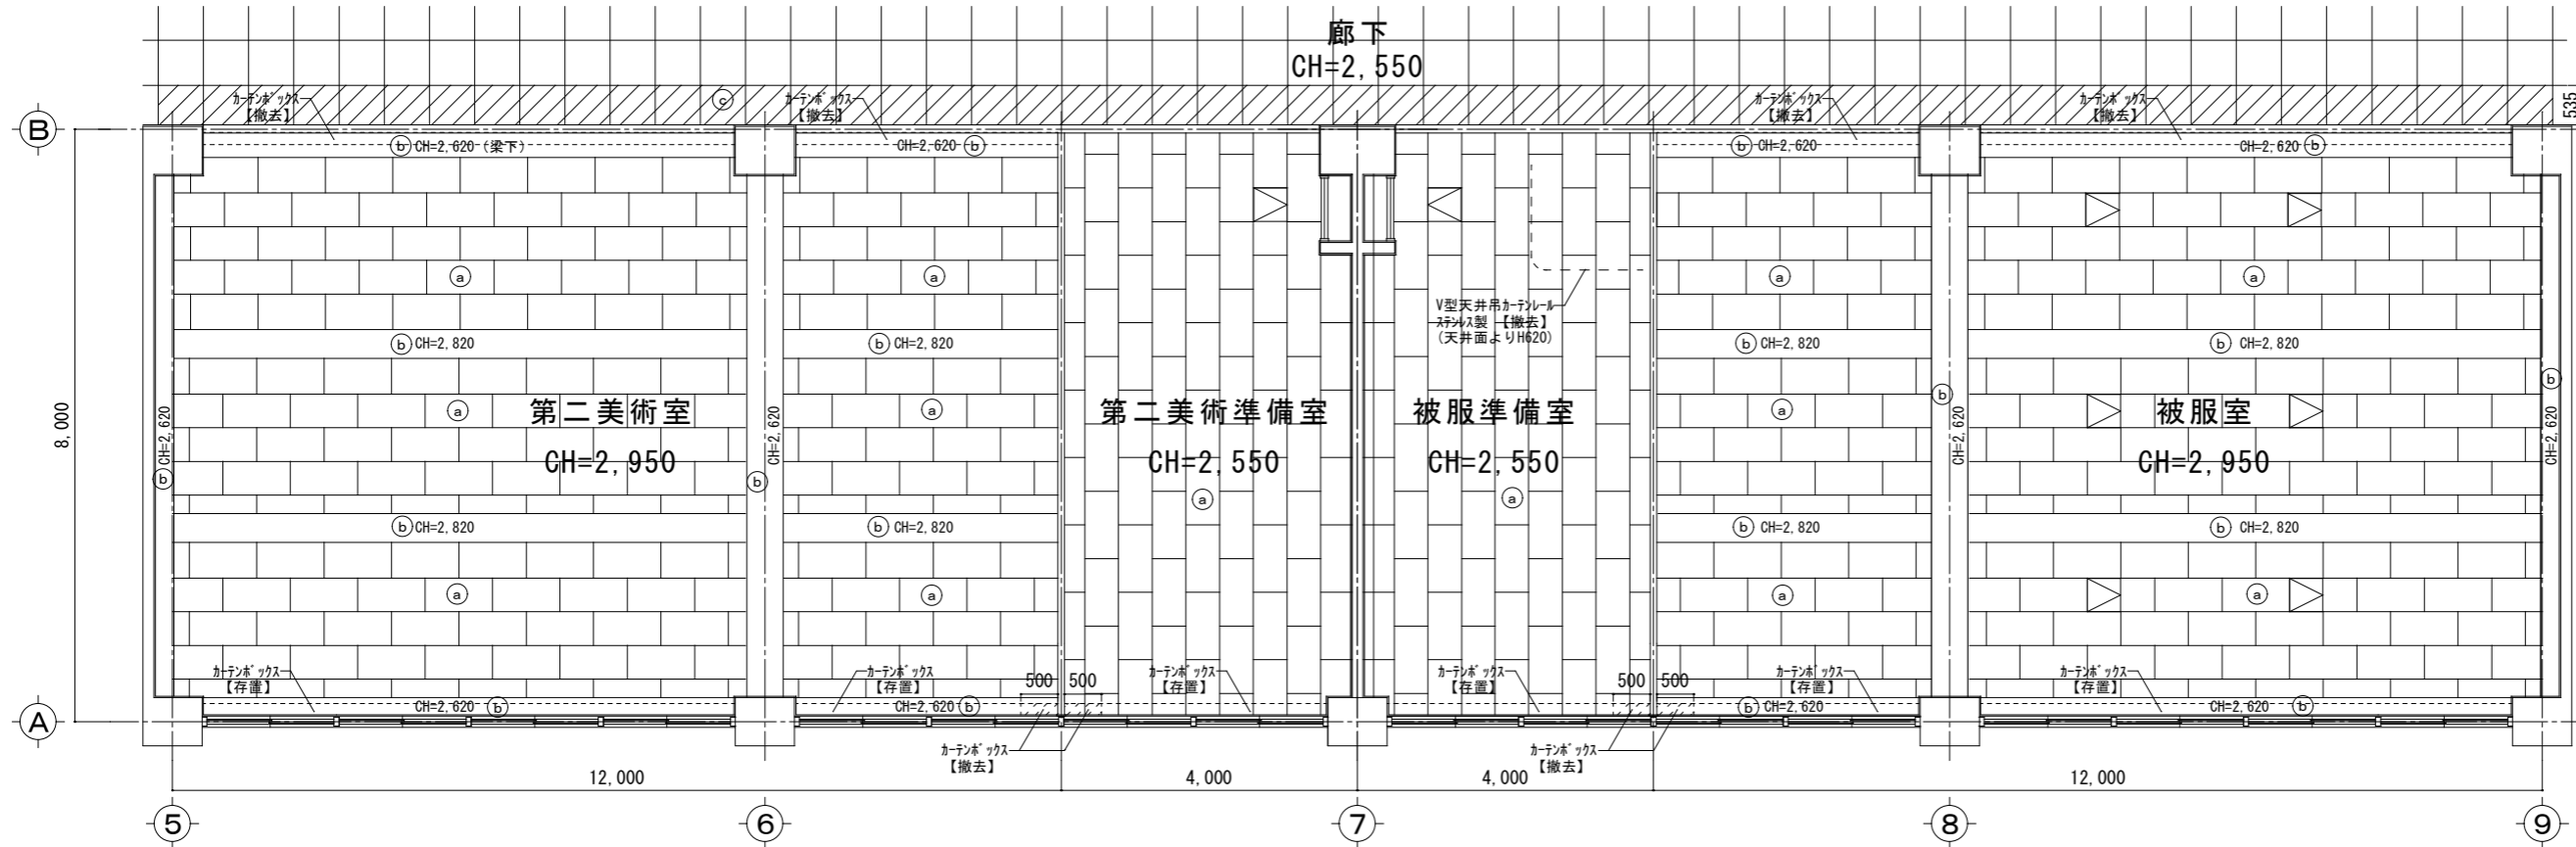 廊下
CH=2,550
カーテンボックス
【撤去】
ⓒ
カーテンボックス
【撤去】
カーテンボックス
【撤去】
カーテンボックス
【撤去】
535
B
ⓑ CH=2,620 (梁下)
CH=2,620 ⓑ
ⓑ CH=2,620
CH=2,620 ⓑ
ⓐ
ⓐ
ⓐ
ⓐ
V型天井吊カーテンレール
ステンレス製 【撤去】
(天井面よりH620)
ⓑ CH=2,820
ⓑ CH=2,820
ⓑ CH=2,820
ⓑ CH=2,820
8,000
ⓑ CH=2,620
ⓐ
第二美術室
CH=2,950
ⓑ CH=2,620
ⓐ
第二美術準備室
CH=2,550
ⓐ
被服準備室
CH=2,550
ⓐ
ⓐ
ⓑ CH=2,620
被服室
CH=2,950
ⓑ CH=2,620
ⓑ CH=2,820
ⓑ CH=2,820
ⓑ CH=2,820
ⓑ CH=2,820
ⓐ
ⓐ
ⓐ
ⓐ
カーテンボックス
【存置】
カーテンボックス
【存置】
500 500
カーテンボックス
【存置】
カーテンボックス
【存置】
500 500
カーテンボックス
【存置】
カーテンボックス
【存置】
A
CH=2,620 ⓑ
CH=2,620 ⓑ
ⓑ CH=2,620
CH=2,620 ⓑ
カーテンボックス
【撤去】
カーテンボックス
【撤去】
12,000
4,000
4,000
12,000
5
6
7
8
9